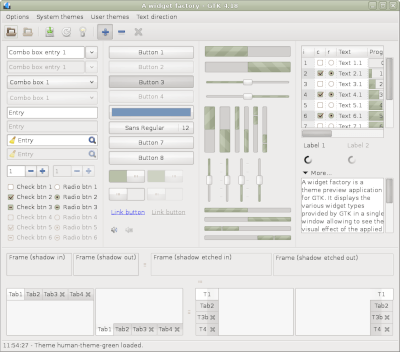 A widget factory - GTK 4.16
Options System themes User themes Text direction
Combo box entry 1
Combo box entry 1
Combo box 1
Combo box 1
Entry
Entry
Entry
Entry
1 1
Check btn 1 Radio btn 1
Check btn 2 Radio btn 2
Check btn 3 Radio btn 3
Check btn 4 Radio btn 4
Check btn 5 Radio btn 5
Check btn 6 Radio btn 6
Button 1
Button 2
Button 3
Button 4
Sans Regular 12
Button 7
Button 8
Link button Link button
i c r Text Prog
1 Text 1.1
2 Text 2.1 1
3 Text 3.1 2
4 Text 4.1 3
5 Text 5.1
6 Text 6.1
Label 1 Label 2
More...
A widget factory is a
theme preview application
for GTK. It displays the
various widget types
provided by GTK in a single
window allowing to see the
visual effect of the applied
Frame (shadow in) Frame (shadow out) Frame (shadow etched in) Frame (shadow etched out)
Tab1 Tab2 Tab3 Tab4
Tab1 Tab2 Tab3 Tab4
T1
Tab2
T3b
T4
T1
Tab2
T3b
T4
11:54:27 - Theme human-theme-green loaded.